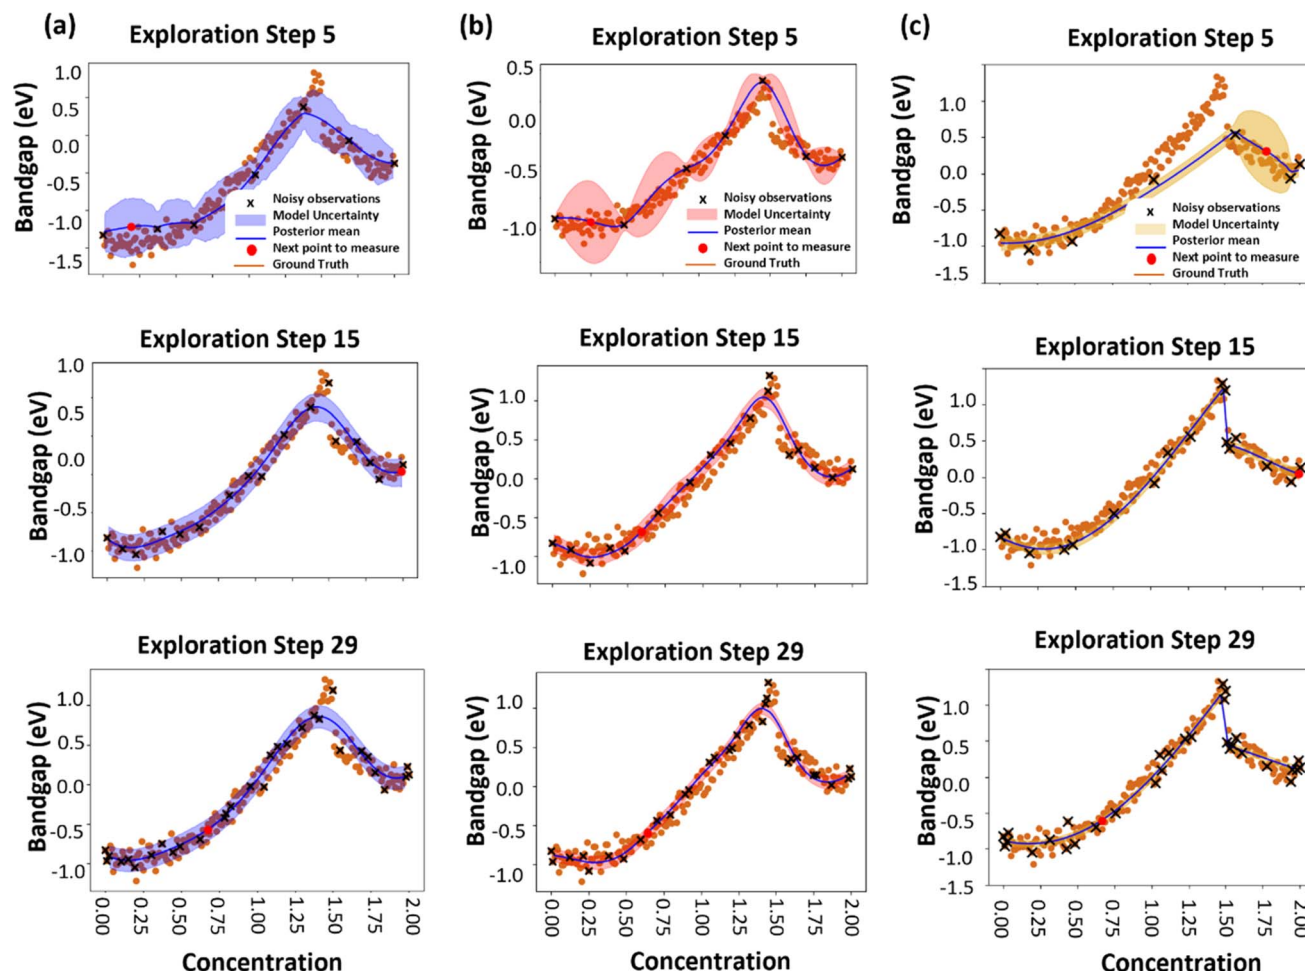 (a)
Exploration Step 5
Bandgap (eV)
1.0
0.5
0.0
-0.5
-1.0
-1.5
Noisy observations
Model Uncertainty
Posterior mean
Next point to measure
Ground Truth
(b)
Exploration Step 5
Bandgap (eV)
0.5
0.0
-0.5
-1.0
Noisy observations
Model Uncertainty
Posterior mean
Next point to measure
Ground Truth
(c)
Exploration Step 5
Bandgap (eV)
1.0
0.5
0.0
-0.5
-1.0
-1.5
Noisy observations
Model Uncertainty
Posterior mean
Next point to measure
Ground Truth
Exploration Step 15
Bandgap (eV)
1.0
0.5
0.0
-0.5
-1.0
Exploration Step 15
Bandgap (eV)
1.0
0.5
0.0
-0.5
-1.0
Exploration Step 15
Bandgap (eV)
1.0
0.5
0.0
-0.5
-1.0
-1.5
Exploration Step 29
Bandgap (eV)
1.0
0.5
0.0
-0.5
-1.0
0.00
0.25
0.50
0.75
1.00
1.25
1.50
1.75
2.00
Concentration
Exploration Step 29
Bandgap (eV)
1.0
0.5
0.0
-0.5
-1.0
0.00
0.25
0.50
0.75
1.00
1.25
1.50
1.75
2.00
Concentration
Exploration Step 29
Bandgap (eV)
1.0
0.5
0.0
-0.5
-1.0
-1.5
0.00
0.25
0.50
0.75
1.00
1.25
1.50
1.75
2.00
Concentration